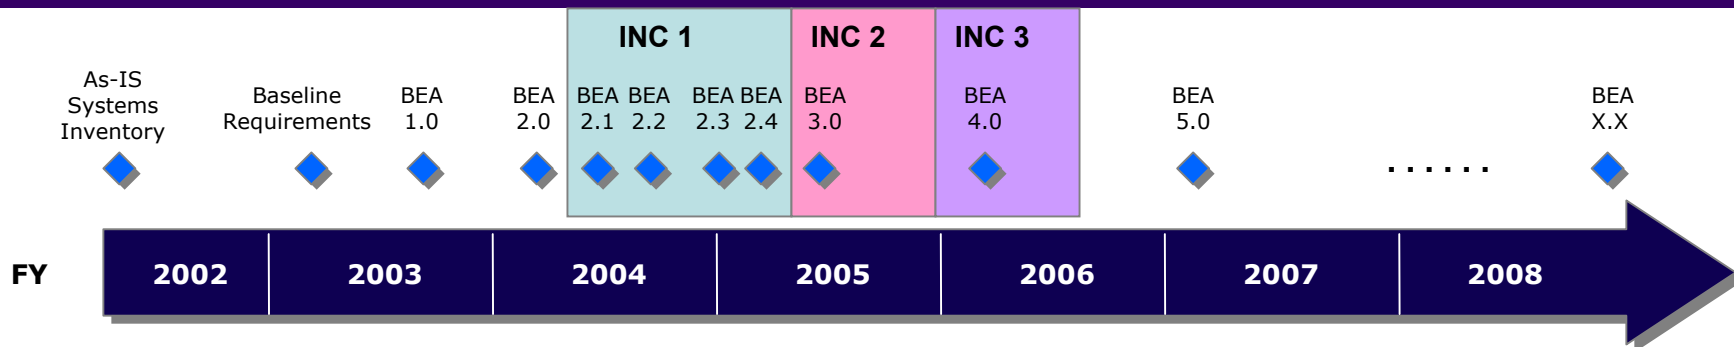 INC 1
INC 2
INC 3
As-IS
Systems
Inventory
Baseline
Requirements
BEA
1.0
BEA
2.0
BEA
2.1
BEA
2.2
BEA
2.3
BEA
2.4
BEA
3.0
BEA
4.0
BEA
5.0
......
BEA
X.X
FY
2002
2003
2004
2005
2006
2007
2008